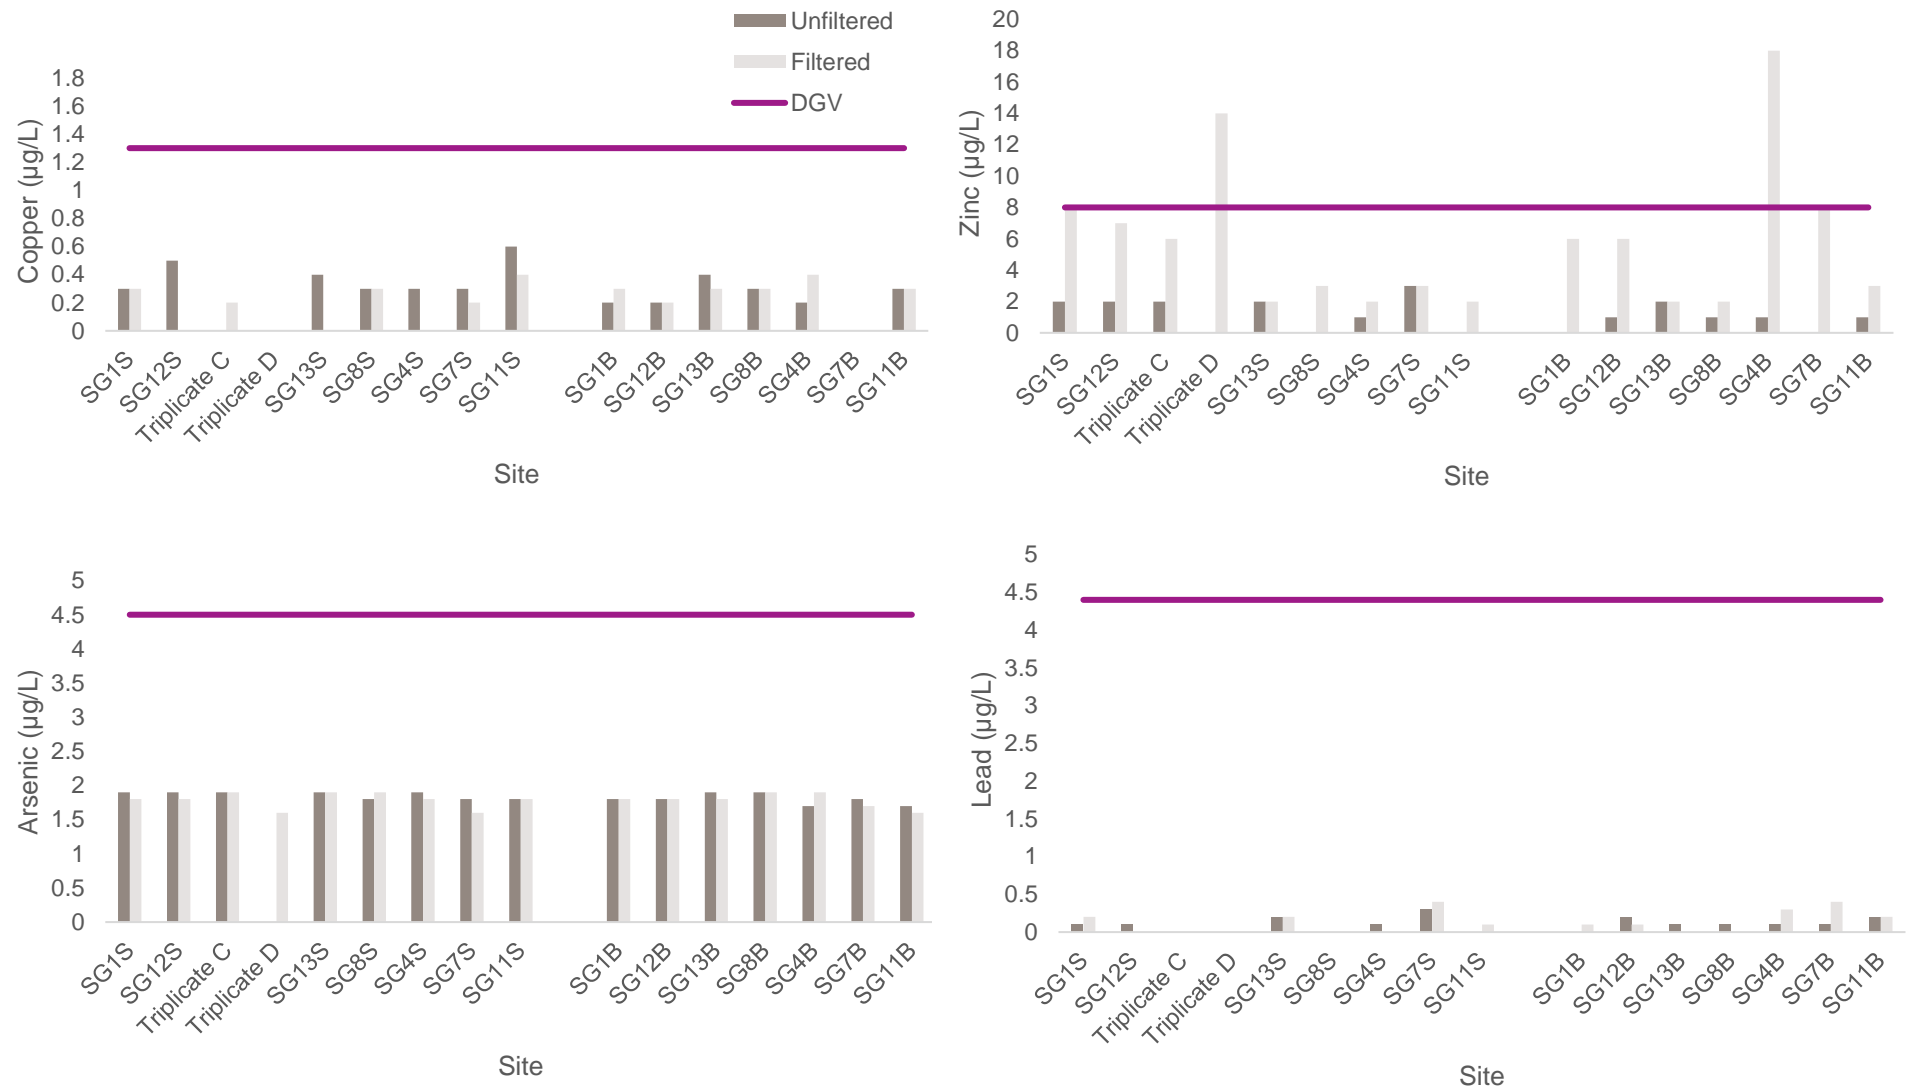 Unfiltered
Filtered
DGV
1.8
1.6
1.4
1.2
1
0.8
0.6
0.4
0.2
0
Copper (µg/L)
SG1S
SG12S
Triplicate C
Triplicate D
SG13S
SG8S
SG4S
SG7S
SG11S
SG1B
SG12B
SG13B
SG8B
SG4B
SG7B
SG11B
Site
20
18
16
14
12
10
8
6
4
2
0
Zinc (µg/L)
SG1S
SG12S
Triplicate C
Triplicate D
SG13S
SG8S
SG4S
SG7S
SG11S
SG1B
SG12B
SG13B
SG8B
SG4B
SG7B
SG11B
Site
5
4.5
4
3.5
3
2.5
2
1.5
1
0.5
0
Arsenic (µg/L)
SG1S
SG12S
Triplicate C
Triplicate D
SG13S
SG8S
SG4S
SG7S
SG11S
SG1B
SG12B
SG13B
SG8B
SG4B
SG7B
SG11B
Site
5
4.5
4
3.5
3
2.5
2
1.5
1
0.5
0
Lead (µg/L)
SG1S
SG12S
Triplicate C
Triplicate D
SG13S
SG8S
SG4S
SG7S
SG11S
SG1B
SG12B
SG13B
SG8B
SG4B
SG7B
SG11B
Site